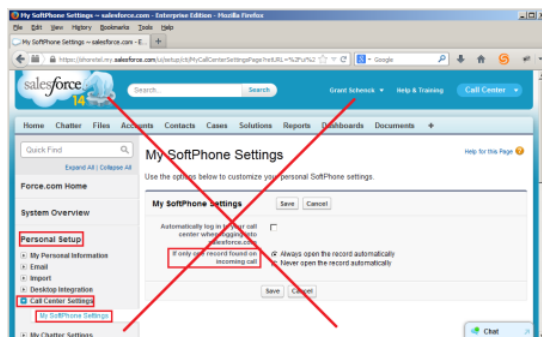 My SoftPhone Settings ~ salesforce.com - Enterprise Edition - Mozilla Firefox
File Edit View History Bookmarks Tools Help
My SoftPhone Settings ~ salesforce.com - E...
salesforce
14
Search...
Search
Grant Schenck
Help & Training
Call Center
Home Chatter Files Accounts Contacts Cases Solutions Reports Dashboards Documents +
Quick Find
Expand All | Collapse All
Force.com Home
System Overview
Personal Setup
My Personal Information
Email
Import
Desktop Integration
Call Center Settings
My SoftPhone Settings
My Chatter Settings
My SoftPhone Settings
Help for this Page
Use the options below to customize your personal SoftPhone settings.
My SoftPhone Settings
Save Cancel
Automatically log in to your call
center when logging into
salesforce.com
If only one record found on
incoming call
Always open the record automatically
Never open the record automatically
Save Cancel
Chat